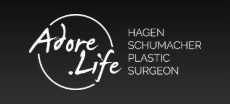 Adore
.Life
HAGEN
SCHUMACHER
PLASTIC
SURGEON